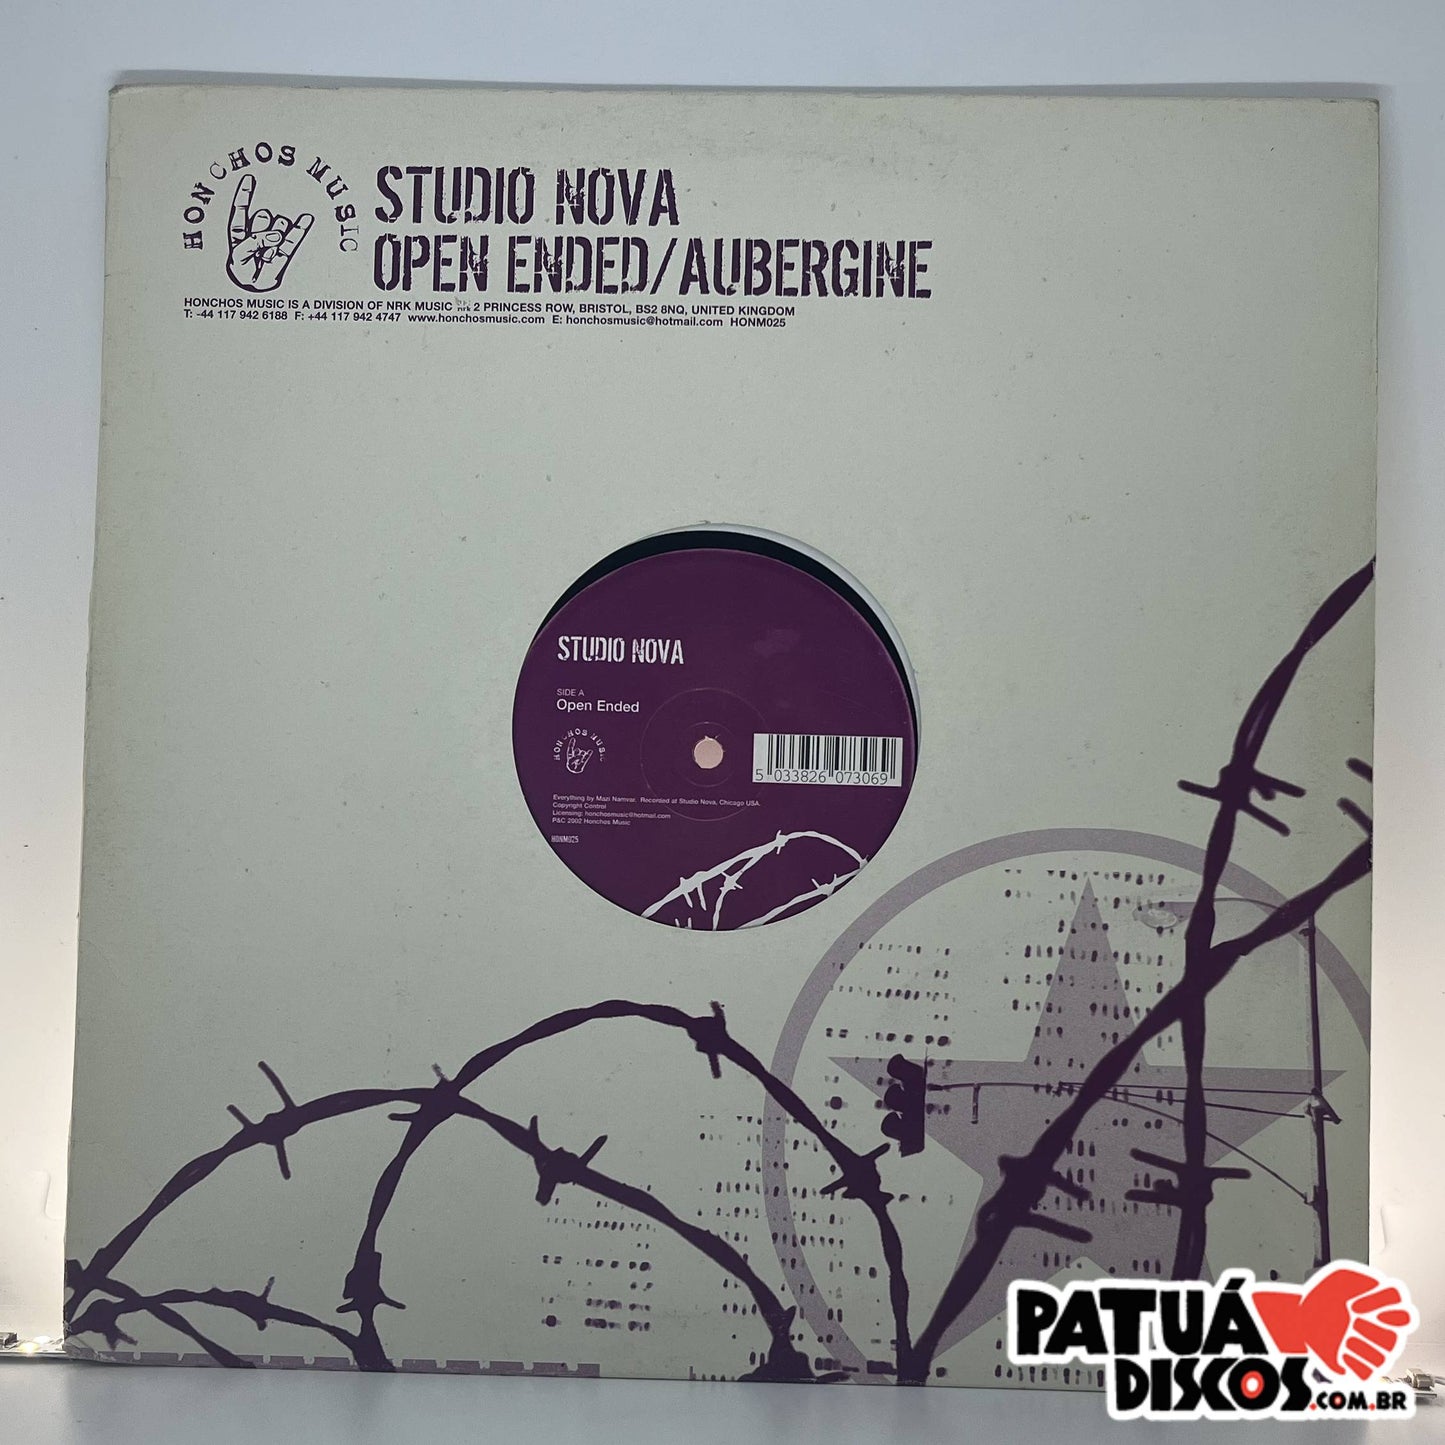 HONCHOS MUSIC
STUDIO NOVA
OPEN ENDED/AUBERGINE
HONCHOS MUSIC IS A DIVISION OF NRK MUSIC nrk 2 PRINCESS ROW, BRISTOL, BS2 8NQ, UNITED KINGDOM
T: -44 117 942 6188 F: +44 117 942 4747 www.honchosmusic.com E: honchosmusic@hotmail.com HONM025
STUDIO NOVA
SIDE A
Open Ended
HONCHOS MUSIC
5 033826 073069
Everything by Mazi Namvar. Recorded at Studio Nova, Chicago USA.
Copyright Control
Licensing: honchosmusic@hotmail.com
P&C 2002 Honchos Music
HONM025
PATUÁ
DISCOS.COM.BR